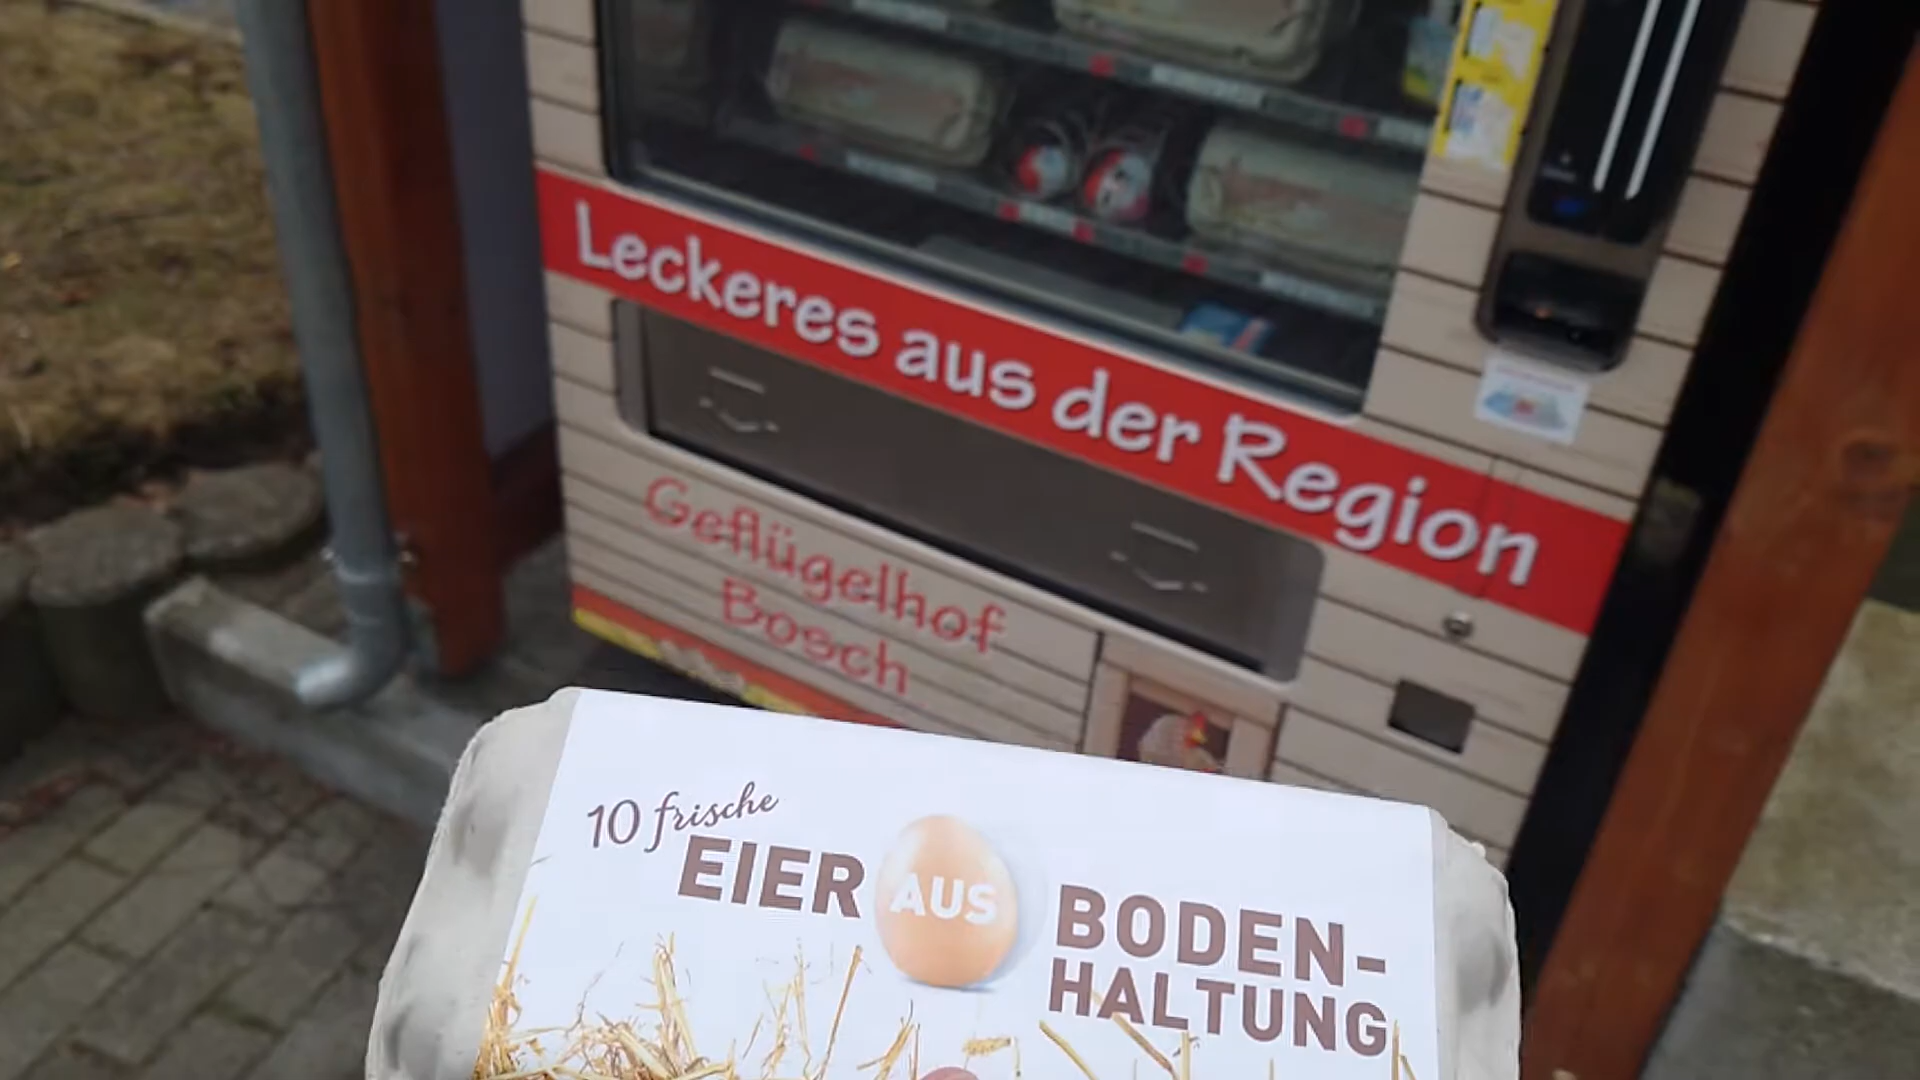 Leckeres aus der Region
Geflügelhof
Bosch
10 frische
EIER AUS BODEN-
HALTUNG